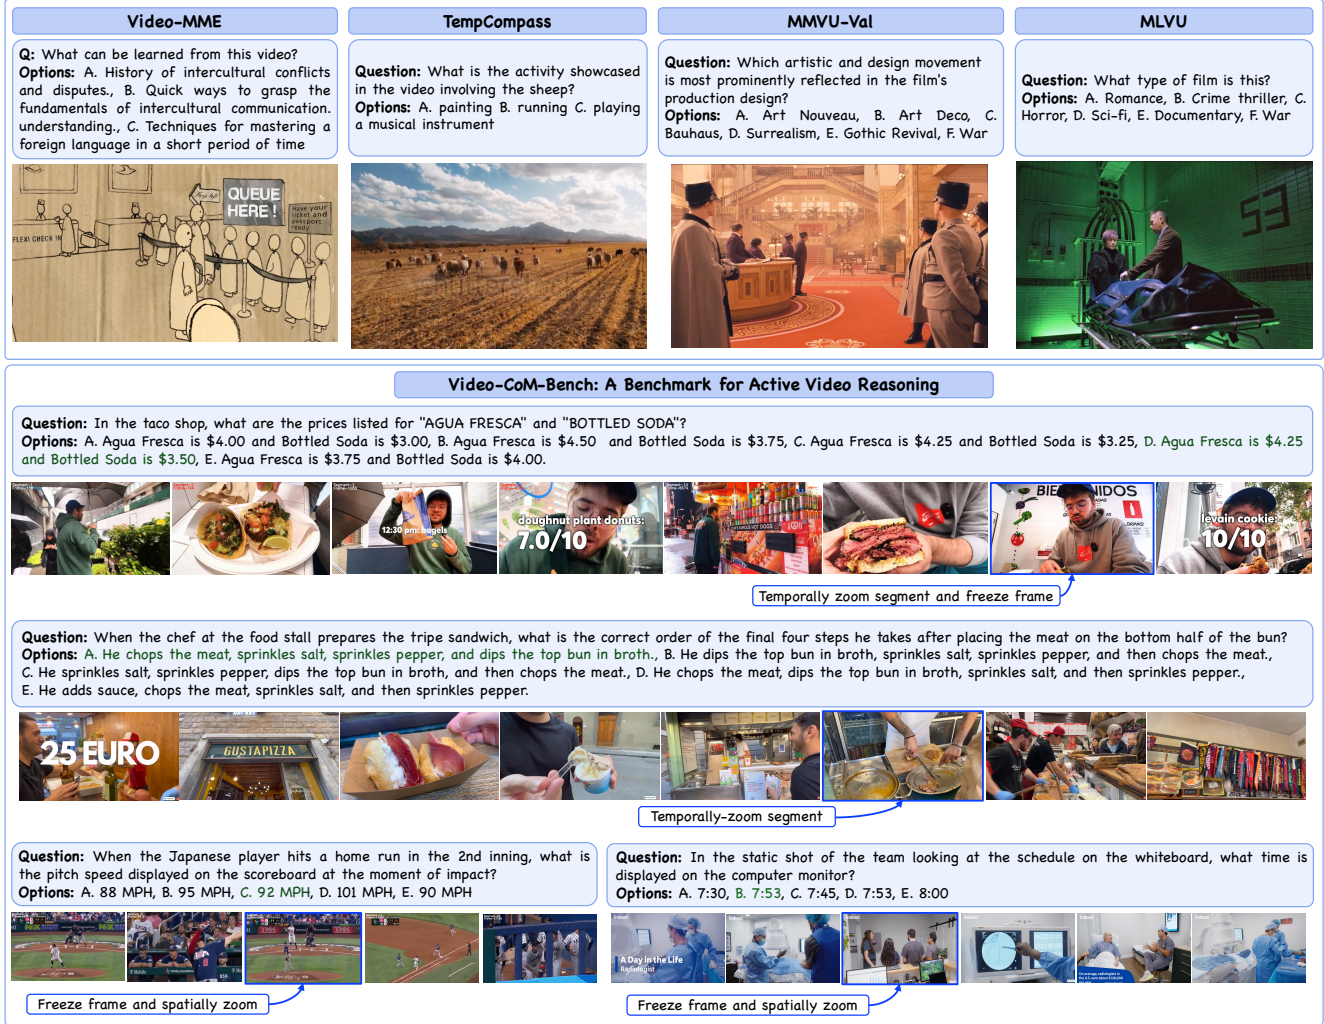 Video-MME
TempCompass
MMVU-Val
MLVU
Q: What can be learned from this video?
Options: A. History of intercultural conflicts
and disputes., B. Quick ways to grasp the
fundamentals of intercultural communication.
understanding., C. Techniques for mastering a
foreign language in a short period of time
Question: What is the activity showcased
in the video involving the sheep?
Options: A. painting B. running C. playing
a musical instrument
Question: Which artistic and design movement
is most prominently reflected in the film's
production design?
Options: A. Art Nouveau, B. Art Deco, C.
Bauhaus, D. Surrealism, E. Gothic Revival, F. War
Question: What type of film is this?
Options: A. Romance, B. Crime thriller, C.
Horror, D. Sci-fi, E. Documentary, F. War
QUEUE
HERE!
Have your
ticket and
passport
ready
FLEXI CHECK IN
53
Video-CoM-Bench: A Benchmark for Active Video Reasoning
Question: In the taco shop, what are the prices listed for "AGUA FRESCA" and "BOTTLED SODA"?
Options: A. Agua Fresca is $4.00 and Bottled Soda is $3.00, B. Agua Fresca is $4.50 and Bottled Soda is $3.75, C. Agua Fresca is $4.25 and Bottled Soda is $3.25, D. Agua Fresca is $4.25
and Bottled Soda is $3.50, E. Agua Fresca is $3.75 and Bottled Soda is $4.00.
12:30 pm: bagels
doughnut plant donuts:
7.0/10
levain cookie:
10/10
Temporally zoom segment and freeze frame
Question: When the chef at the food stall prepares the tripe sandwich, what is the correct order of the final four steps he takes after placing the meat on the bottom half of the bun?
Options: A. He chops the meat, sprinkles salt, sprinkles pepper, and dips the top bun in broth., B. He dips the top bun in broth, sprinkles salt, sprinkles pepper, and then chops the meat.,
C. He sprinkles salt, sprinkles pepper, dips the top bun in broth, and then chops the meat., D. He chops the meat, dips the top bun in broth, sprinkles salt, and then sprinkles pepper.,
E. He adds sauce, chops the meat, sprinkles salt, and then sprinkles pepper.
25 EURO
GUSTAPIZZA
Temporally-zoom segment
Question: When the Japanese player hits a home run in the 2nd inning, what is
the pitch speed displayed on the scoreboard at the moment of impact?
Options: A. 88 MPH, B. 95 MPH, C. 92 MPH, D. 101 MPH, E. 90 MPH
Question: In the static shot of the team looking at the schedule on the whiteboard, what time is
displayed on the computer monitor?
Options: A. 7:30, B. 7:53, C. 7:45, D. 7:53, E. 8:00
A Day in the Life
Radiologist
Freeze frame and spatially zoom
Freeze frame and spatially zoom